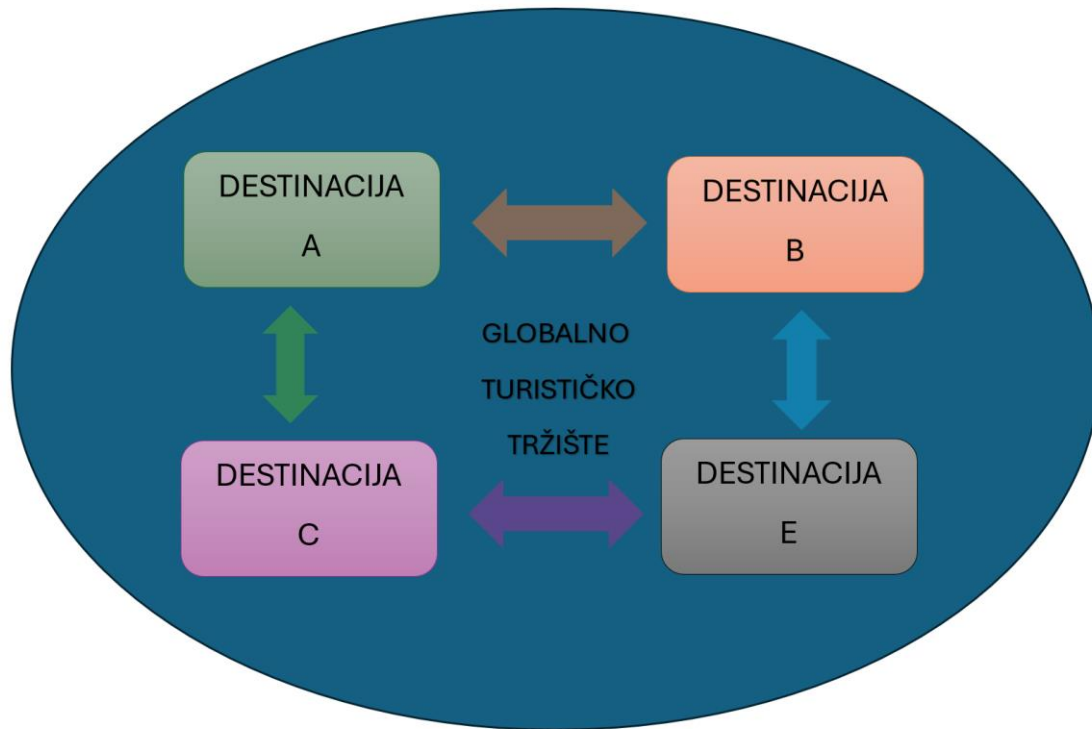 DESTINACIJA
A
DESTINACIJA
B
GLOBALNO
TURISTIČKO
TRŽIŠTE
DESTINACIJA
C
DESTINACIJA
E